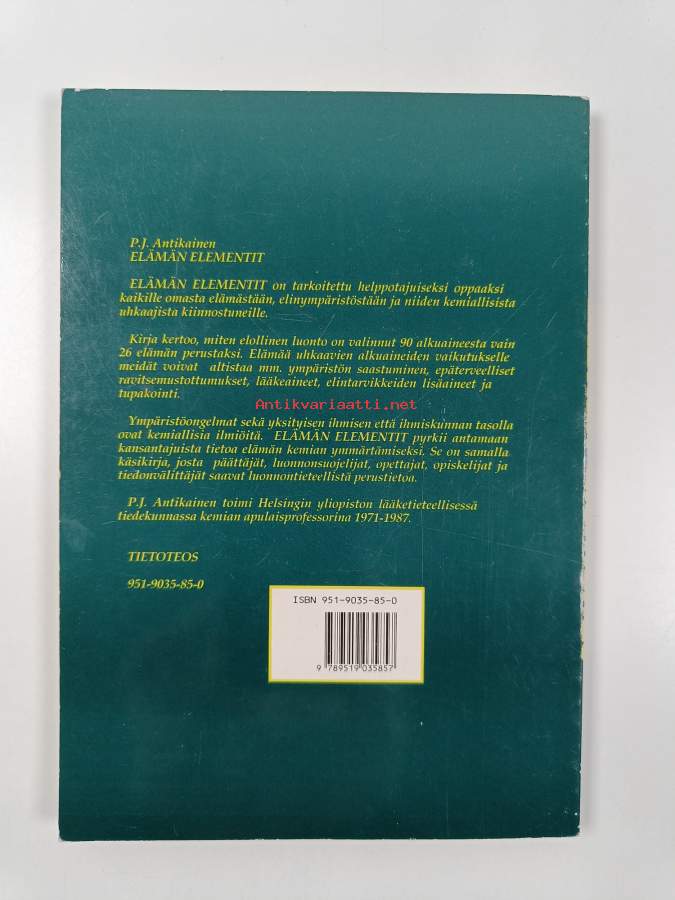 P.J. Antikainen
ELÄMÄN ELEMENTIT
ELÄMÄN ELEMENTIT on tarkoitettu helppotajuiseksi oppaaksi
kaikille omasta elämästään, elinympäristöstään ja niiden kemiallisista
uhkaajista kiinnostuneille.
Kirja kertoo, miten elollinen luonto on valinnut 90 alkuaineesta vain
26 elämän perustaksi. Elämää uhkaavien alkuaineiden vaikutukselle
meidät voivat altistaa mm. ympäristön saastuminen, epäterveelliset
ravitsemustottumukset, lääkeaineet, elintarvikkeiden lisäaineet ja
tupakointi.
Antikvariaatti.net
Ympäristöongelmat sekä yksityisen ihmisen että ihmiskunnan tasolla
ovat kemiallisia ilmiöitä. ELÄMÄN ELEMENTIT pyrkii antamaan
kansantajuista tietoa elämän kemian ymmärtämiseksi. Se on samalla
käsikirja, josta päättäjät, luonnonsuojelijat, opettajat, opiskelijat ja
tiedonvälittäjät saavat luonnontieteellistä perustietoa.
P.J. Antikainen toimi Helsingin yliopiston lääketieteellisessä
tiedekunnassa kemian apulaisprofessorina 1971-1987.
TIETOTEOS
951-9035-85-0
ISBN 951-9035-85-0
9 789519 035857